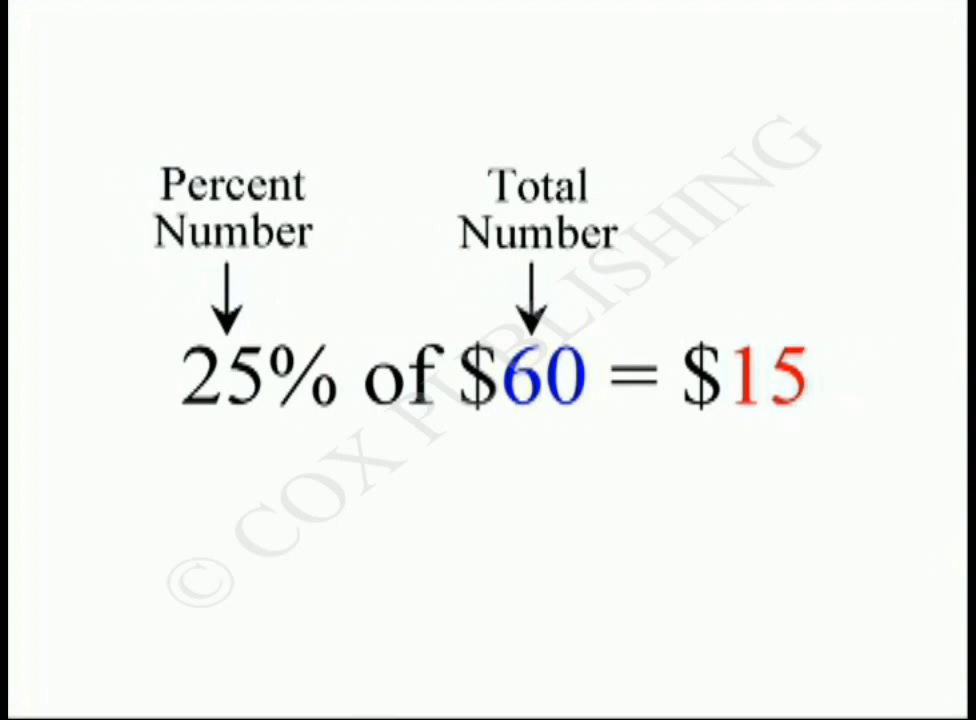 Percent
Number
Total
Number
25% of $60 = $15
© COX PUBLISHING